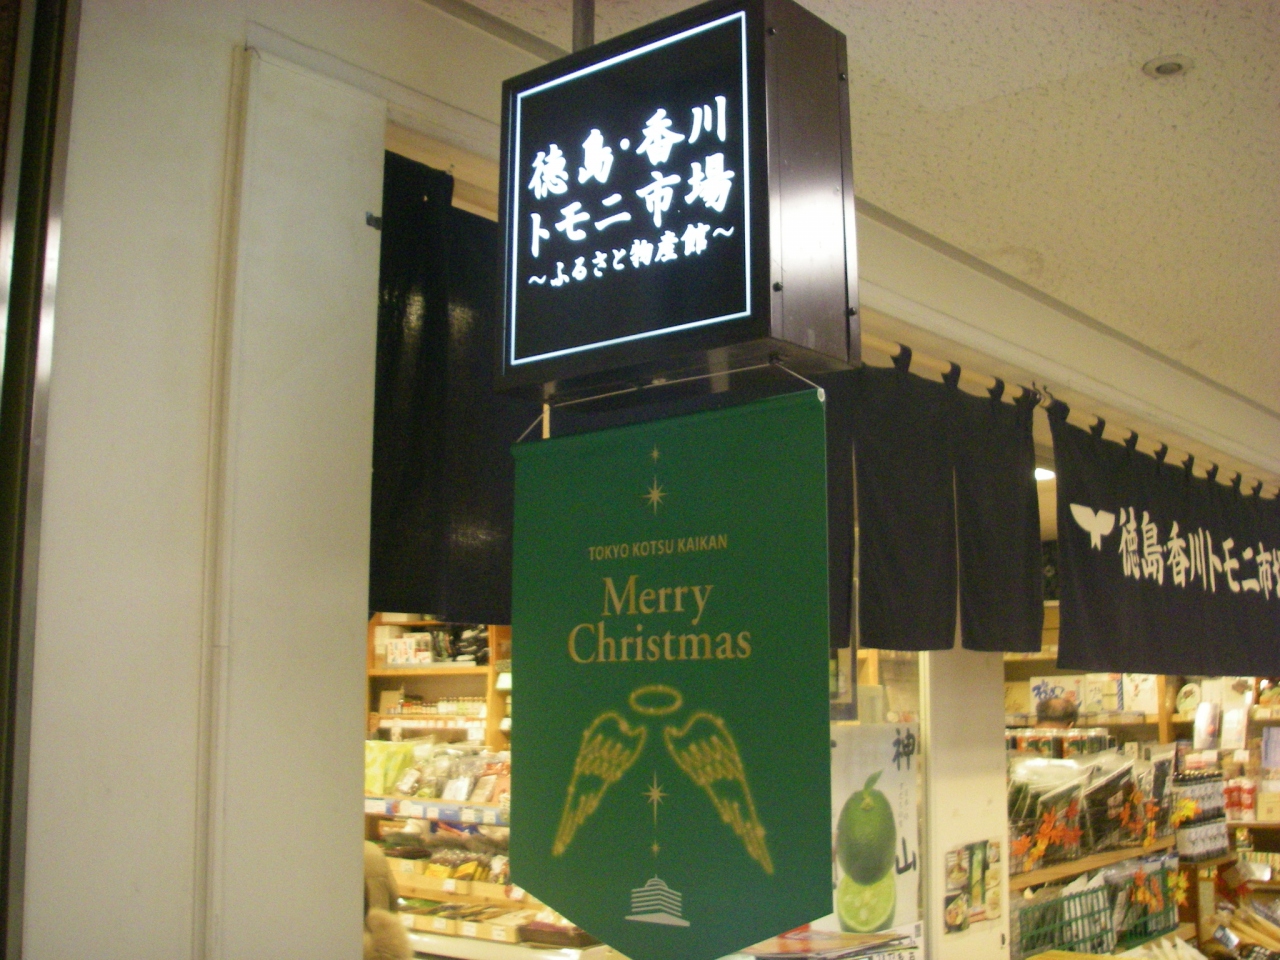 徳島・香川
トモニ市場
～ふるさと物産館～
TOKYO KOTSU KAIKAN
Merry
Christmas
徳島・香川トモニ市場
神
山